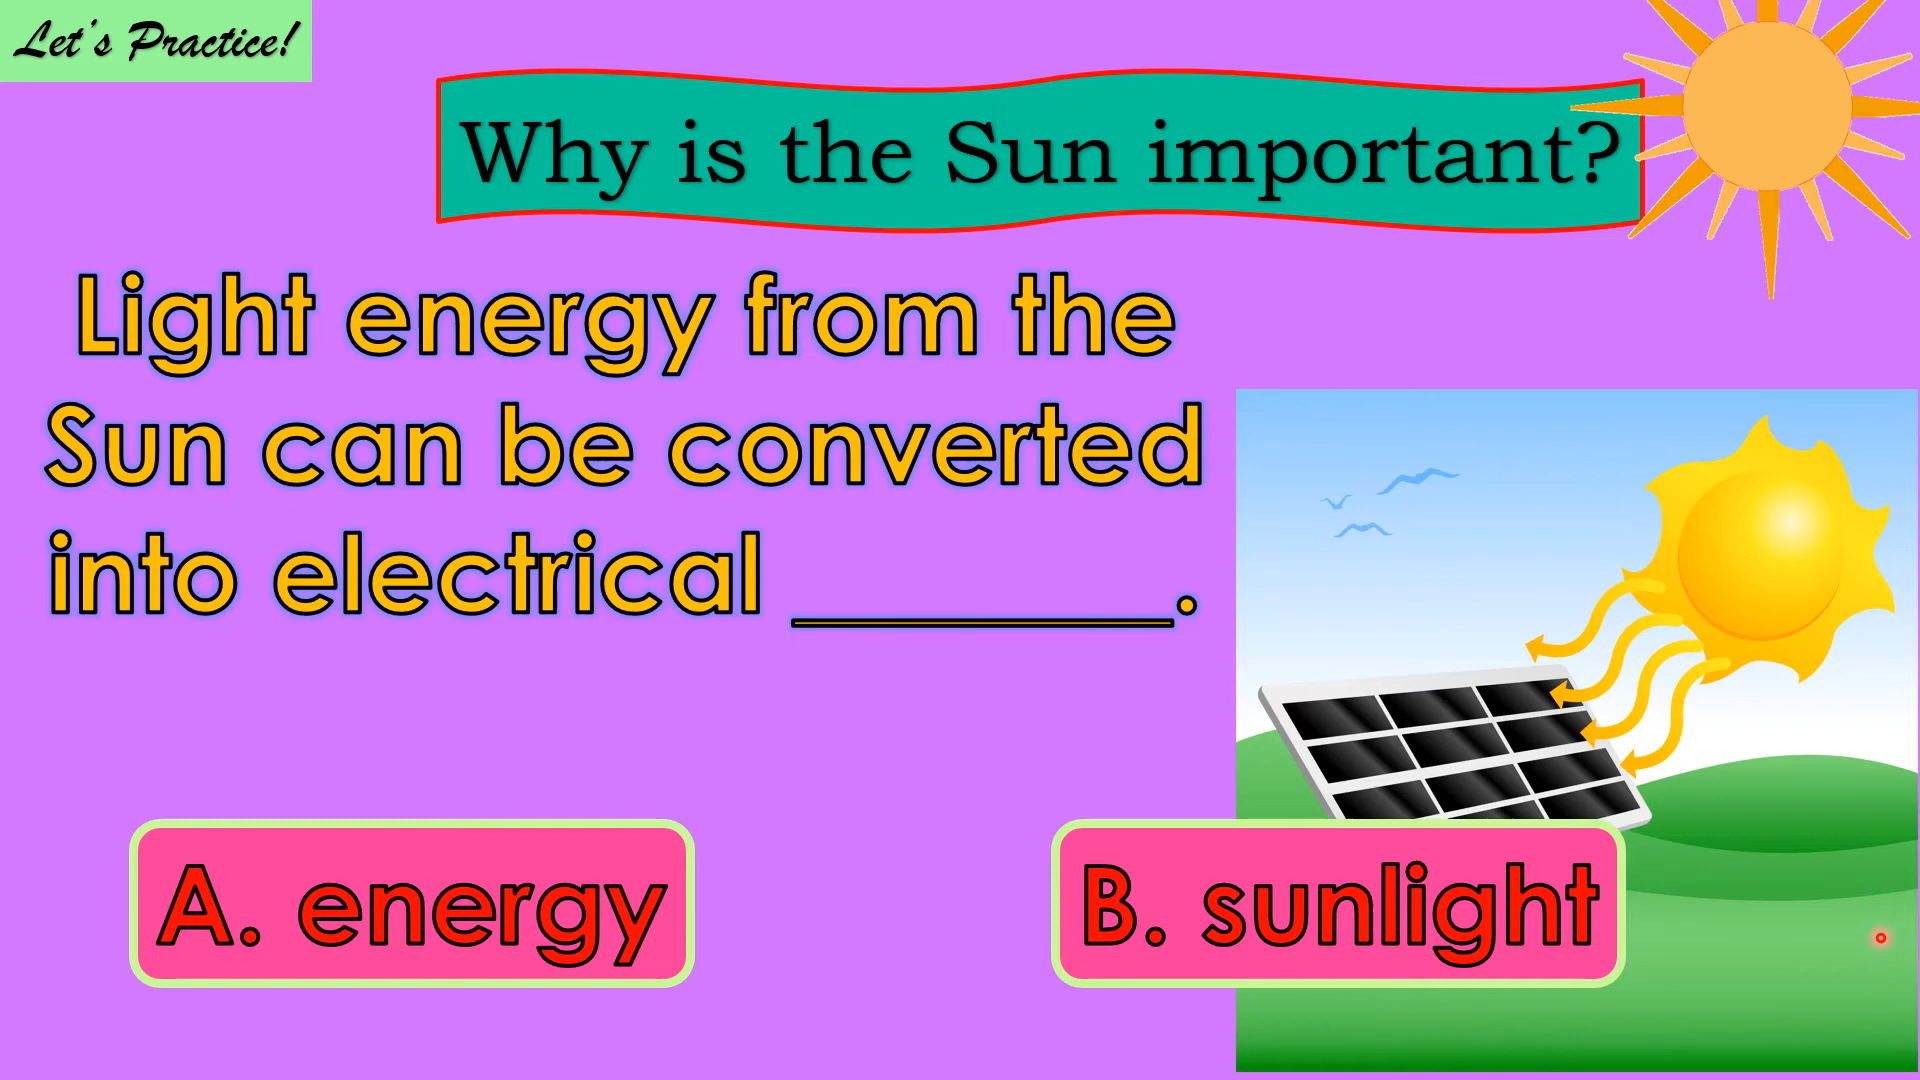 Let's Practice!
Why is the Sun important?
Light energy from the
Sun can be converted
into electrical ________.
A. energy
B. sunlight